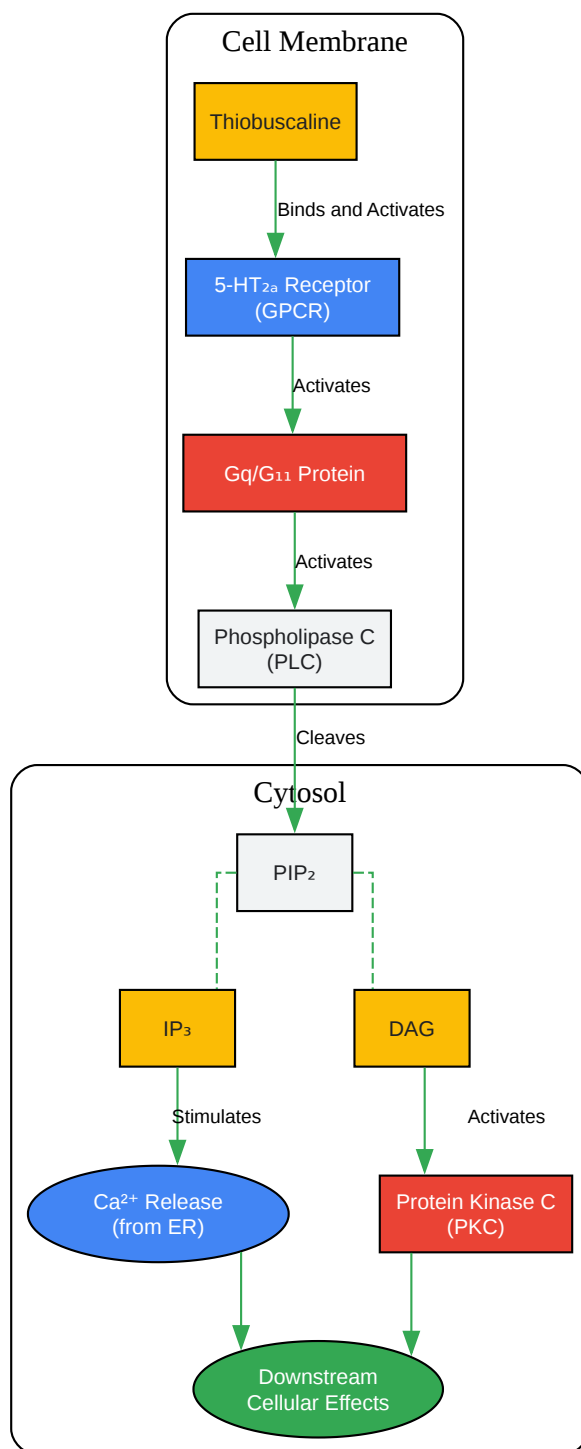 Cell Membrane
Thiobuscaline
Binds and Activates
5-HT₂ₐ Receptor
(GPCR)
Activates
Gq/G₁₁ Protein
Activates
Phospholipase C
(PLC)
Cleaves
Cytosol
PIP₂
IP₃
DAG
Stimulates
Activates
Ca²⁺ Release
(from ER)
Protein Kinase C
(PKC)
Downstream
Cellular Effects